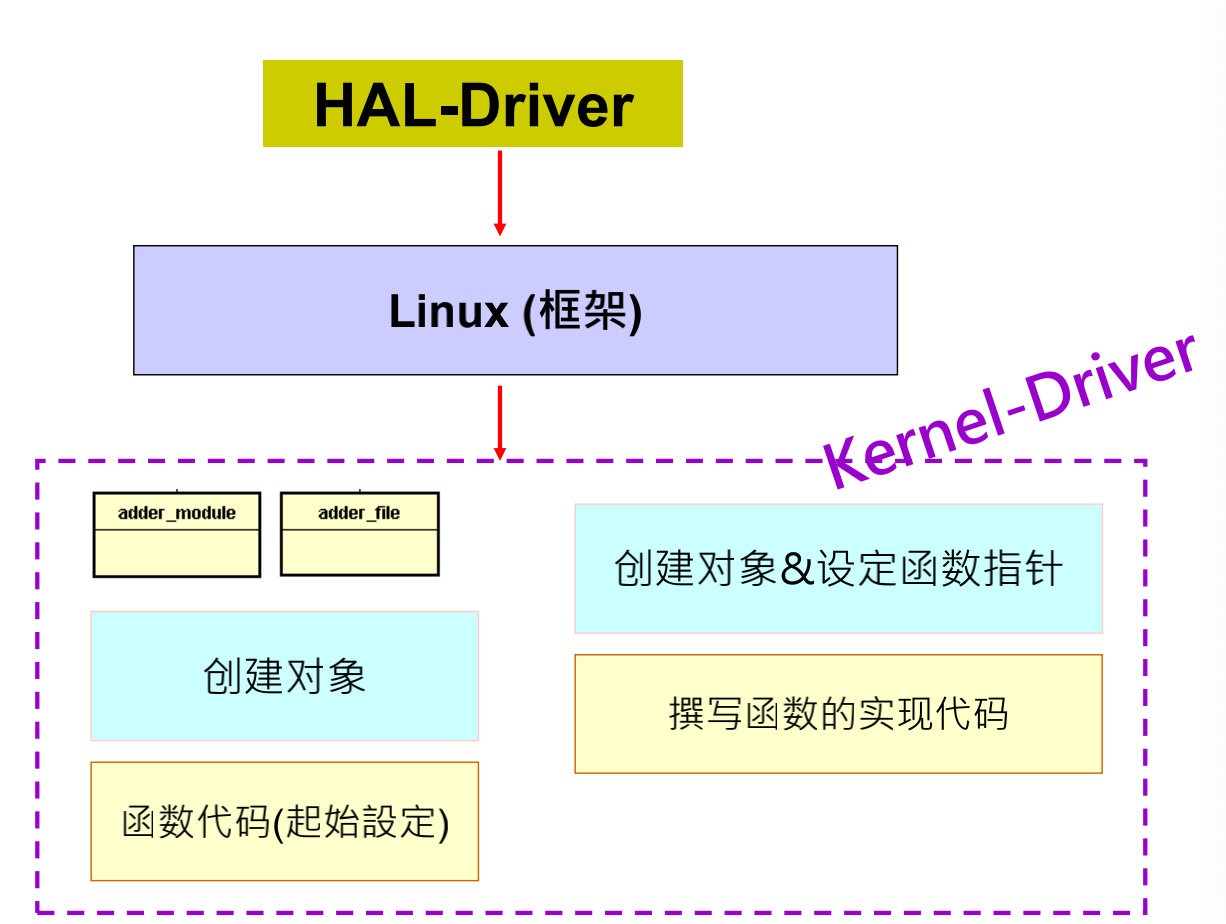 HAL-Driver
Linux (框架)
Kernel-Driver
adder_module
adder_file
创建对象&设定函数指针
创建对象
撰写函数的实现代码
函数代码(起始設定)